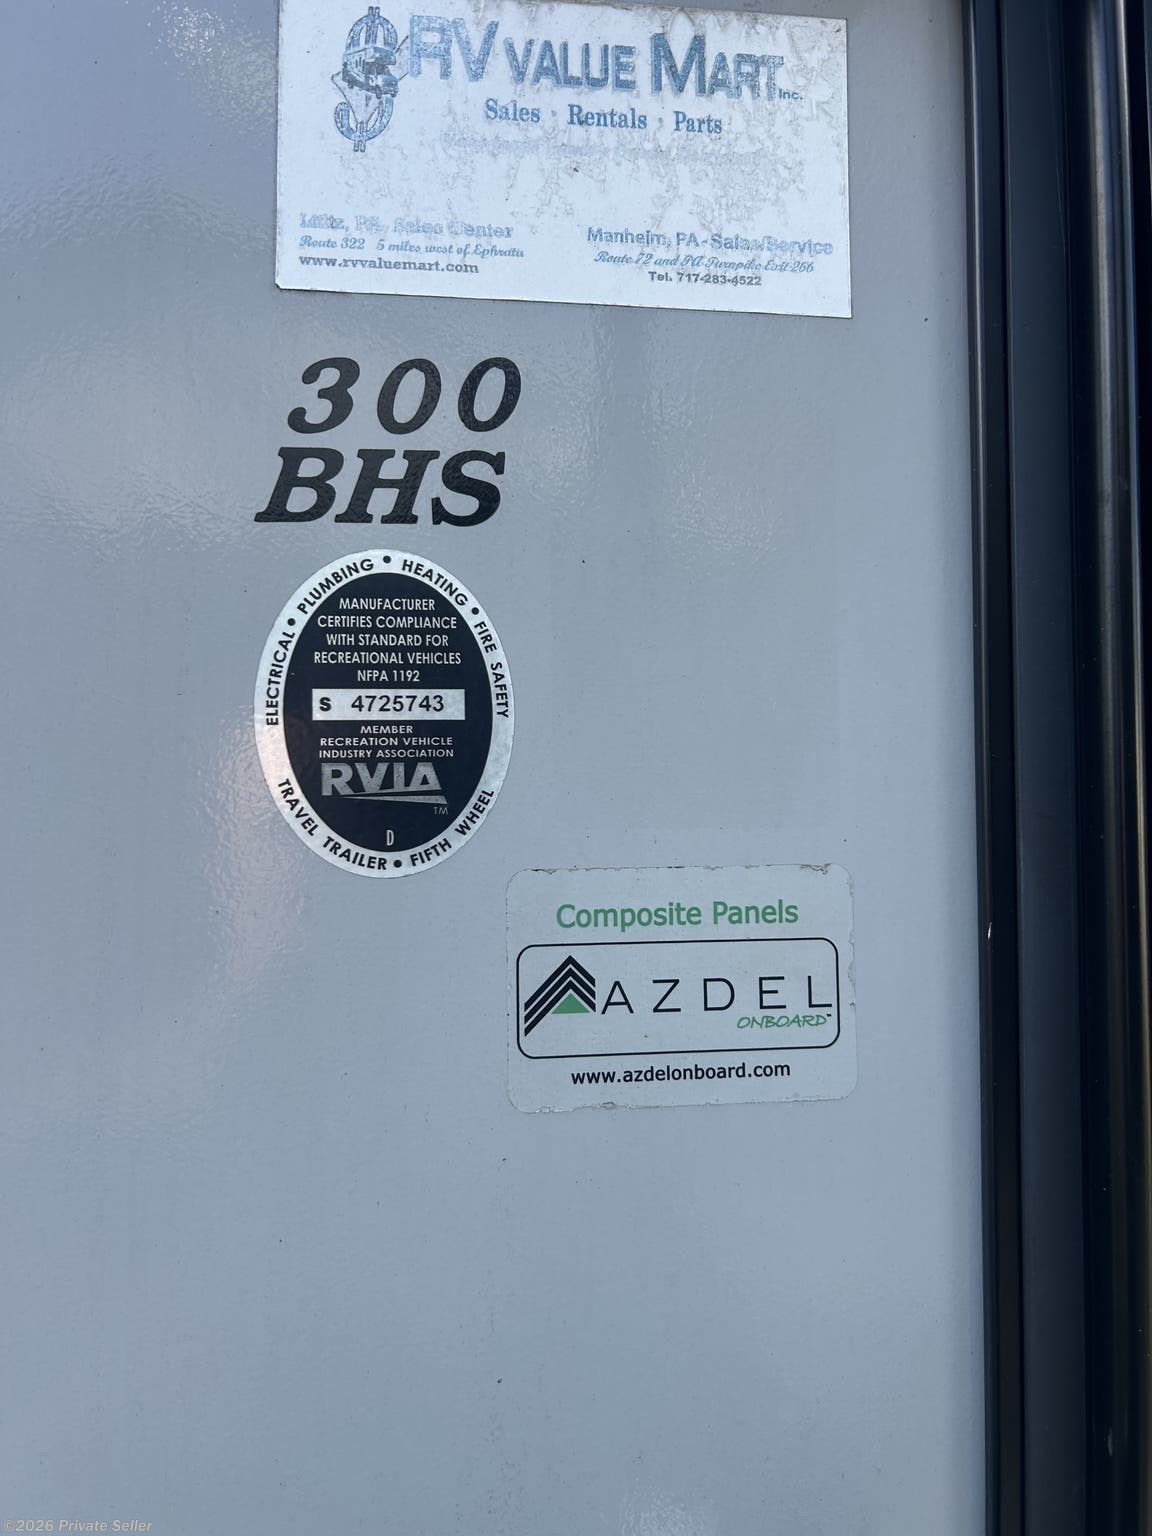 RV VALUE MART Inc.
Sales · Rentals · Parts
Lititz, PA - Sales Center
Route 322 5 miles west of Ephrata
www.rvvaluemart.com
Manheim, PA - Sales/Service
Route 72 and PA Turnpike Exit 266
Tel. 717-283-4522
300
BHS
ELECTRICAL • PLUMBING • HEATING • FIRE SAFETY
MANUFACTURER
CERTIFIES COMPLIANCE
WITH STANDARD FOR
RECREATIONAL VEHICLES
NFPA 1192
S 4725743
MEMBER
RECREATION VEHICLE
INDUSTRY ASSOCIATION
RVIA
TM
D
TRAVEL TRAILER • FIFTH WHEEL
Composite Panels
AZDEL
ONBOARD™
www.azdelonboard.com
©2026 Private Seller